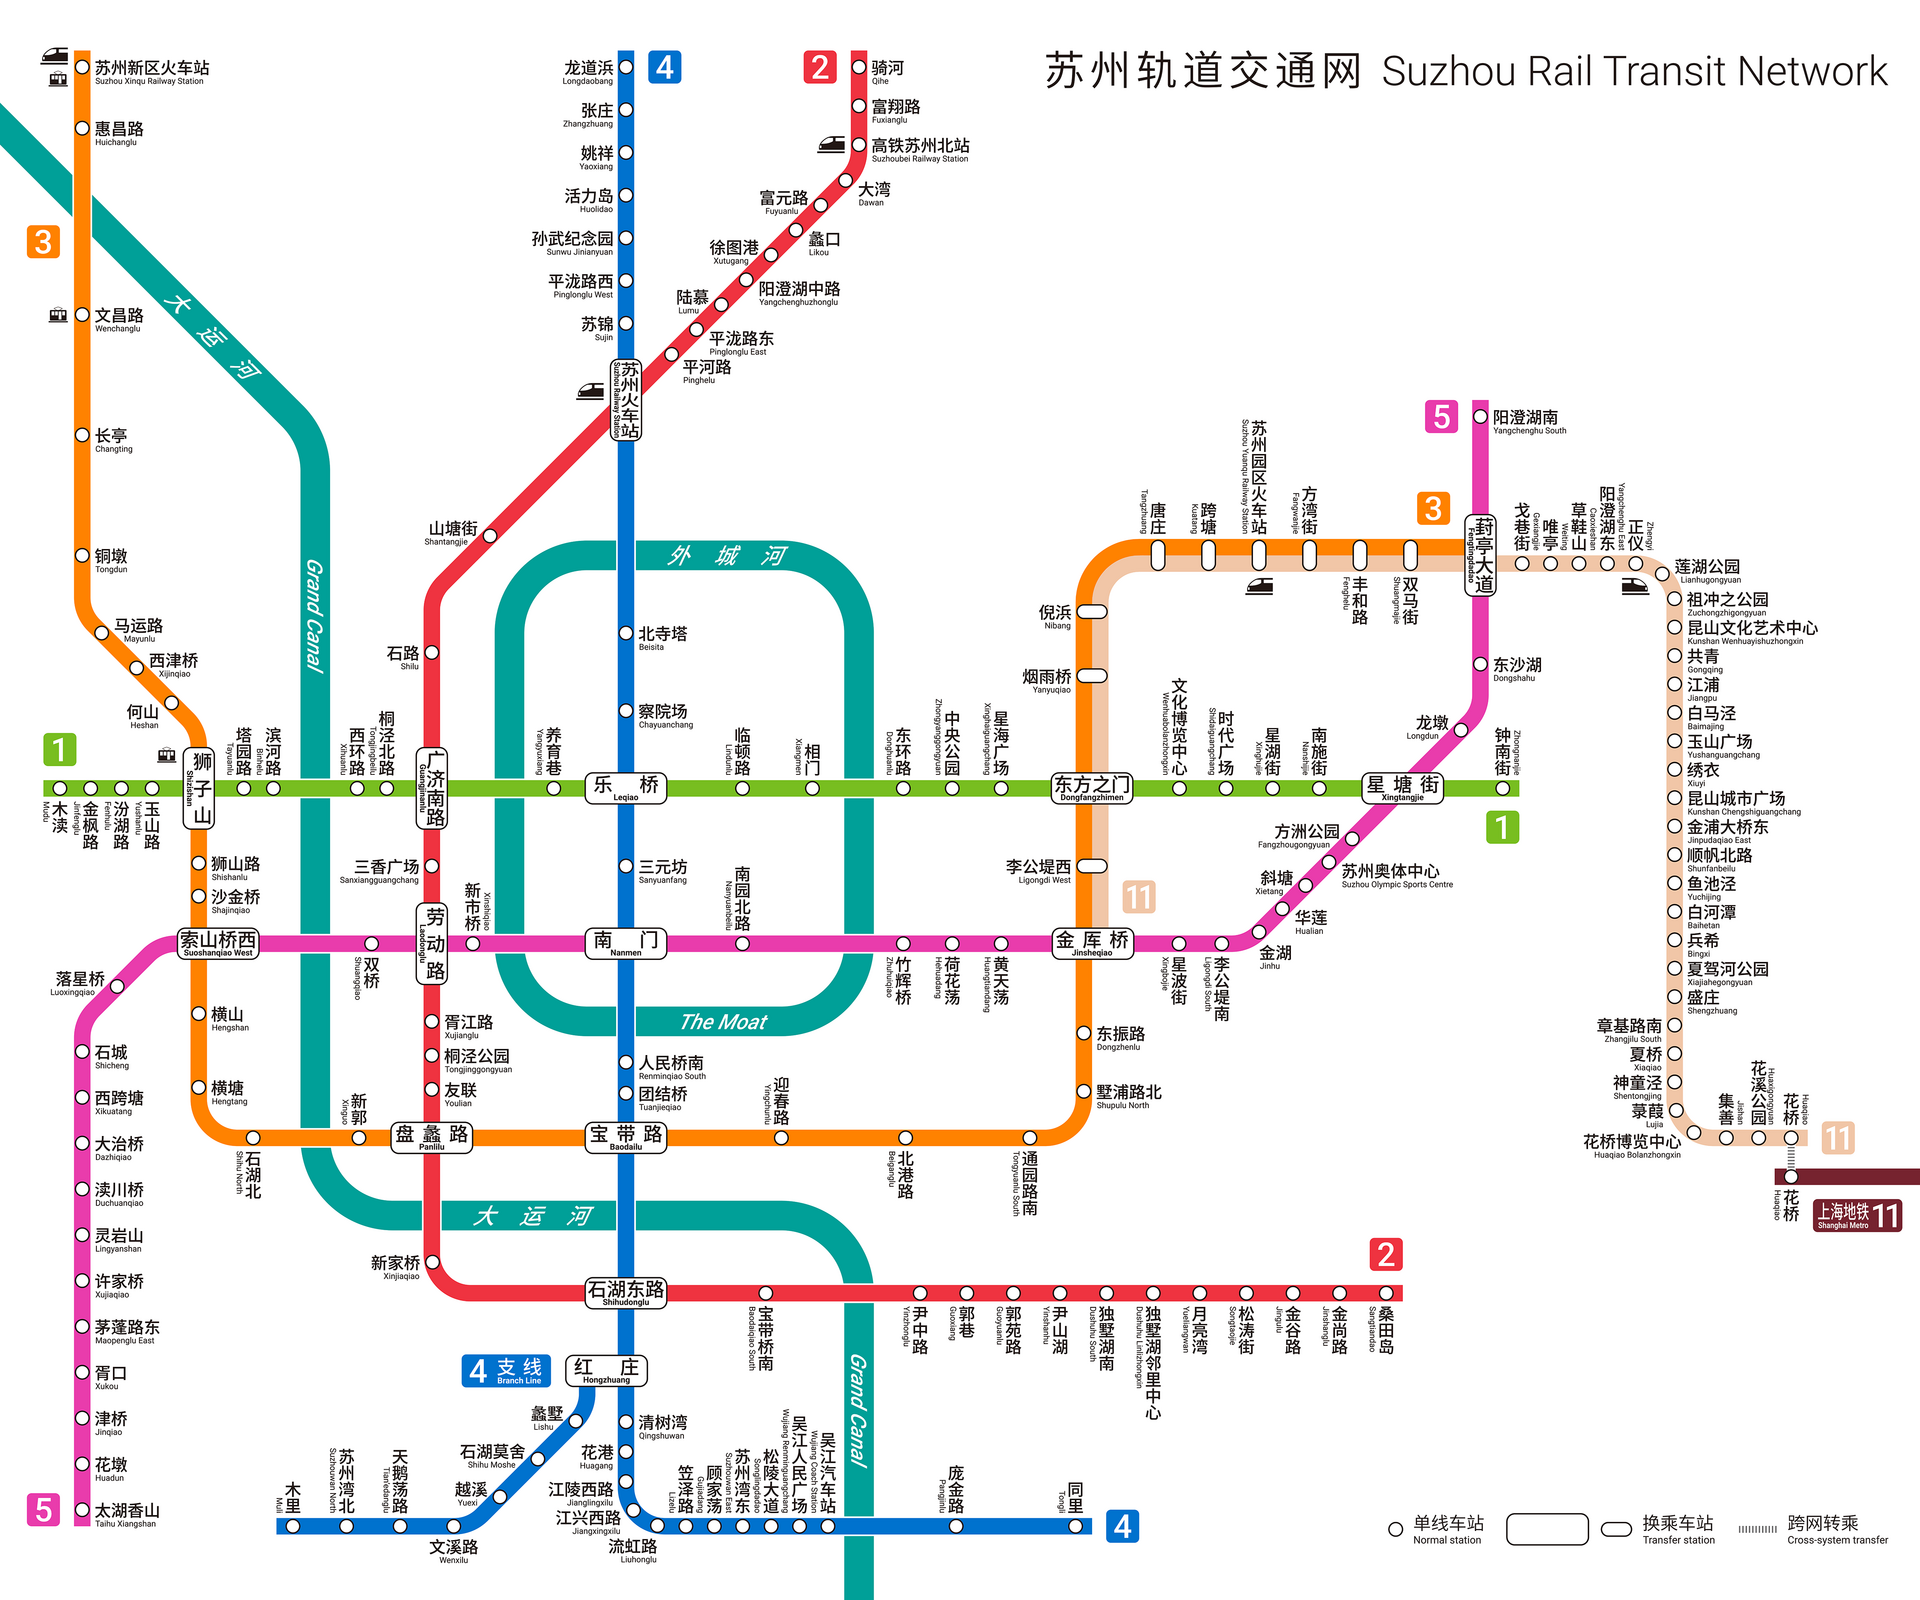 苏州轨道交通网 Suzhou Rail Transit Network
3
苏州新区火车站
Suzhou Xinqu Railway Station
惠昌路
Huichanglu
文昌路
Wenchanglu
长亭
Changting
铜墩
Tongdun
马运路
Mayunlu
西津桥
Xijinqiao
何山
Heshan
狮子山
Shizishan
狮山路
Shishanlu
沙金桥
Shajinqiao
索山桥西
Suoshanqiao West
横山
Hengshan
横塘
Hengtang
石湖北
Shihu North
新郭
Xinguo
盘蠡路
Panlilu
宝带路
Baodailu
迎春路
Yingchunlu
北港路
Beiganglu
通园路南
Tongyuanlu South
墅浦路北
Shupulu North
东振路
Dongzhenlu
金厍桥
Jinsheqiao
李公堤西
Ligongdi West
东方之门
Dongfangzhimen
烟雨桥
Yanyuqiao
倪浜
Nibang
唐庄
Tangzhuang
跨塘
Kuatang
苏州园区火车站
Suzhou Yuanqu Railway Station
方湾街
Fangwanjie
丰和路
Fenghelu
双马街
Shuangmajie
葑亭大道
Fengtingdadao
3
4
龙道浜
Longdaobang
张庄
Zhangzhuang
姚祥
Yaoxiang
活力岛
Huolidao
孙武纪念园
Sunwu Jinianyuan
平泷路西
Pinglonglu West
苏锦
Sujin
苏州火车站
Suzhou Railway Station
北寺塔
Beisita
察院场
Chayuanchang
乐桥
Leqiao
三元坊
Sanyuanfang
南门
Nanmen
人民桥南
Renminqiao South
团结桥
Tuanjieqiao
石湖东路
Shihudonglu
红庄
Hongzhuang
清树湾
Qingshuwan
花港
Huagang
江陵西路
Jianglingxilu
江兴西路
Jiangxingxilu
流虹路
Liuhonglu
笠泽路
Lizelu
顾家荡
Gujiadang
苏州湾东
Suzhouwan East
松陵大道
Songlingdadao
吴江人民广场
Wujiang Renminguangchang
吴江汽车站
Wujiang Coach Station
庞金路
Pangjinlu
同里
Tongli
4
4 支线
Branch Line
蠡墅
Lishu
石湖莫舍
Shihu Moshe
越溪
Yuexi
文溪路
Wenxilu
天鹅荡路
Tian'edanglu
苏州湾北
Suzhouwan North
木里
Muli
2
骑河
Qihe
富翔路
Fuxianglu
高铁苏州北站
Suzhoubei Railway Station
大湾
Dawan
富元路
Fuyuanlu
蠡口
Likou
徐图港
Xutugang
阳澄湖中路
Yangchenghuzhonglu
陆慕
Lumu
平泷路东
Pinglonglu East
平河路
Pinghelu
山塘街
Shantangjie
石路
Shilu
广济南路
Guangjinanlu
三香广场
Sanxiangguangchang
劳动路
Laodonglu
胥江路
Xujianglu
桐泾公园
Tongjinggongyuan
友联
Youlian
新家桥
Xinjiaqiao
宝带桥南
Baodaiqiao South
尹中路
Yinzhonglu
郭巷
Guoxiang
郭苑路
Guoyuanlu
尹山湖
Yinshanhu
独墅湖南
Dushuhu South
独墅湖邻里中心
Dushuhu Linlizhongxin
月亮湾
Yueliangwan
松涛街
Songtaojie
金谷路
Jingulu
金尚路
Jinshanglu
桑田岛
Sangtiandao
2
1
木渎
Mudu
金枫路
Jinfenglu
汾湖路
Fenhulu
玉山路
Yushanlu
塔园路
Tayuanlu
滨河路
Binhelu
西环路
Xihuanlu
桐泾北路
Tongjingbeilu
养育巷
Yangyuxiang
临顿路
Lindunlu
相门
Xiangmen
东环路
Donghuanlu
中央公园
Zhongyanggongyuan
星海广场
Xinghaiguangchang
文化博览中心
Wenhuabolanzhongxin
时代广场
Shidaiguangchang
星湖街
Xinghujie
南施街
Nanshijie
星塘街
Xingtangjie
钟南街
Zhongnanjie
1
5
阳澄湖南
Yangchenghu South
东沙湖
Dongshahu
龙墩
Longdun
方洲公园
Fangzhougongyuan
苏州奥体中心
Suzhou Olympic Sports Centre
斜塘
Xietang
华莲
Hualian
金湖
Jinhu
李公堤南
Ligongdi South
星波街
Xingbojie
黄天荡
Huangtiandang
荷花荡
Hehuadang
竹辉桥
Zhuhuiqiao
南园北路
Nanyuanbeilu
新市桥
Xinshiqiao
双桥
Shuangqiao
落星桥
Luoxingqiao
石城
Shicheng
西跨塘
Xikuatang
大治桥
Dazhiqiao
渎川桥
Duchuanqiao
灵岩山
Lingyanshan
许家桥
Xujiaqiao
茅蓬路东
Maopenglu East
胥口
Xukou
津桥
Jinqiao
花墩
Huadun
太湖香山
Taihu Xiangshan
5
11
戈巷街
Gexiangjie
唯亭
Weiting
草鞋山
Caoxieshan
阳澄湖东
Yangchenghu East
正仪
Zhengyi
莲湖公园
Lianhugongyuan
祖冲之公园
Zuchongzhigongyuan
昆山文化艺术中心
Kunshan Wenhuayishuzhongxin
共青
Gongqing
江浦
Jiangpu
白马泾
Baimajing
玉山广场
Yushanguangchang
绣衣
Xiuyi
昆山城市广场
Kunshan Chengshiguangchang
金浦大桥东
Jinpudaqiao East
顺帆北路
Shunfanbeilu
鱼池泾
Yuchijing
白河潭
Baihetan
兵希
Bingxi
夏驾河公园
Xiajiahegongyuan
盛庄
Shengzhuang
章基路南
Zhangjilu South
夏桥
Xiaqiao
神童泾
Shentongjing
菉葭
Lujia
花桥博览中心
Huaqiao Bolanzhongxin
集善
Jishan
花溪公园
Huaxigongyuan
花桥
Huaqiao
11
花桥
Huaqiao
上海地铁 11
Shanghai Metro
大运河
Grand Canal
外城河
The Moat
大运河
Grand Canal
单线车站
Normal station
换乘车站
Transfer station
跨网转乘
Cross-system transfer